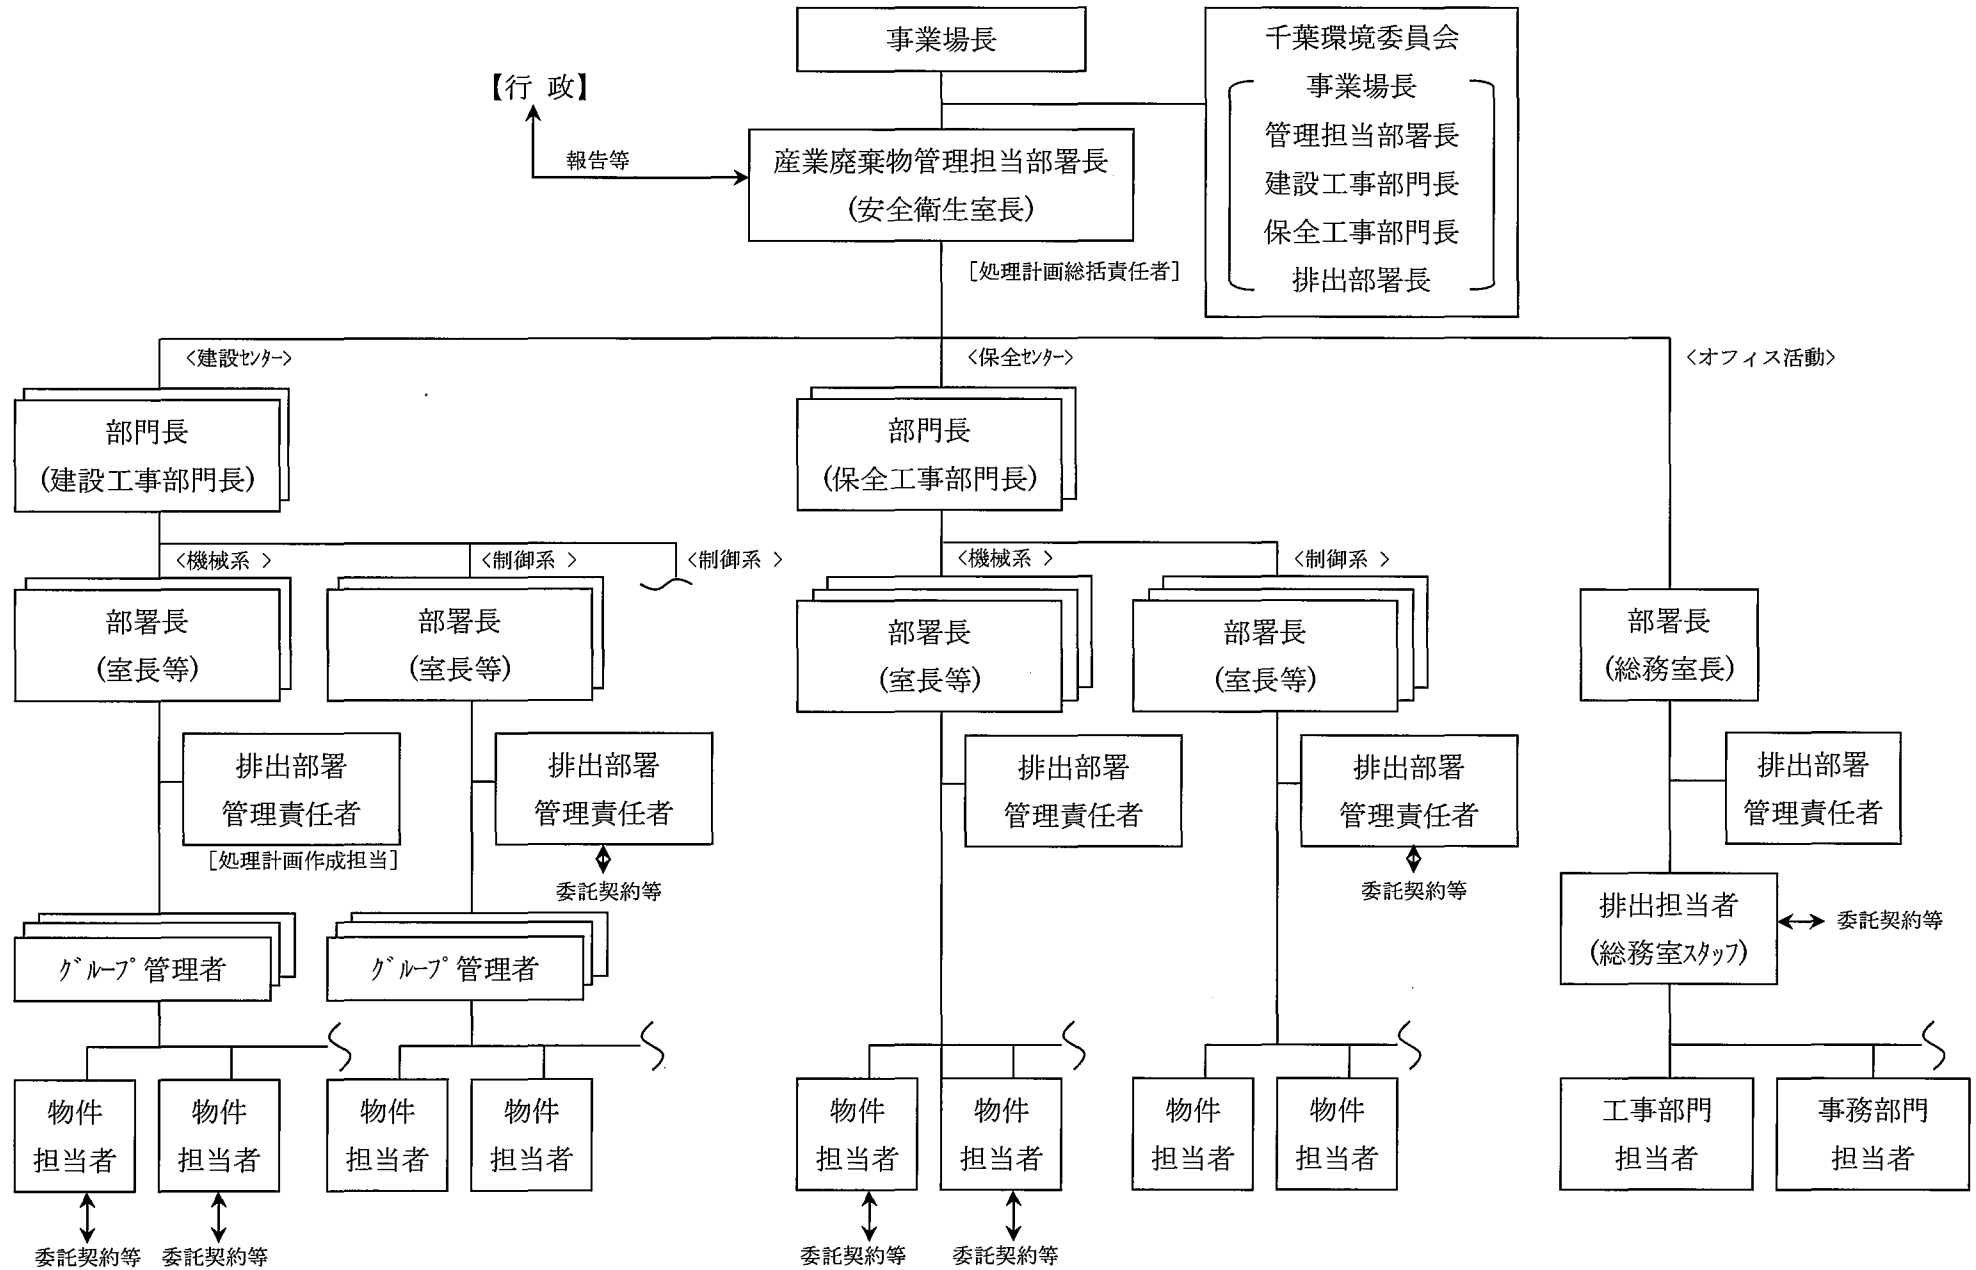 事業場長
千葉環境委員会
事業場長
管理担当部署長
建設工事部門長
保全工事部門長
排出部署長
【行 政】
報告等
産業廃棄物管理担当部署長
(安全衛生室長)
[処理計画総括責任者]
<建設ｾﾝﾀｰ>
<保全ｾﾝﾀｰ>
<オフィス活動>
部門長
(建設工事部門長)
部門長
(保全工事部門長)
<機械系 >
<制御系 >
<制御系 >
<機械系 >
<制御系 >
部署長
(室長等)
部署長
(室長等)
部署長
(室長等)
部署長
(室長等)
部署長
(総務室長)
排出部署
管理責任者
[処理計画作成担当]
排出部署
管理責任者
委託契約等
排出部署
管理責任者
排出部署
管理責任者
委託契約等
排出部署
管理責任者
排出担当者
(総務室ｽﾀｯﾌ)
委託契約等
ｸﾞﾙｰﾌﾟ管理者
ｸﾞﾙｰﾌﾟ管理者
物件
担当者
物件
担当者
物件
担当者
物件
担当者
物件
担当者
物件
担当者
物件
担当者
物件
担当者
工事部門
担当者
事務部門
担当者
委託契約等
委託契約等
委託契約等
委託契約等